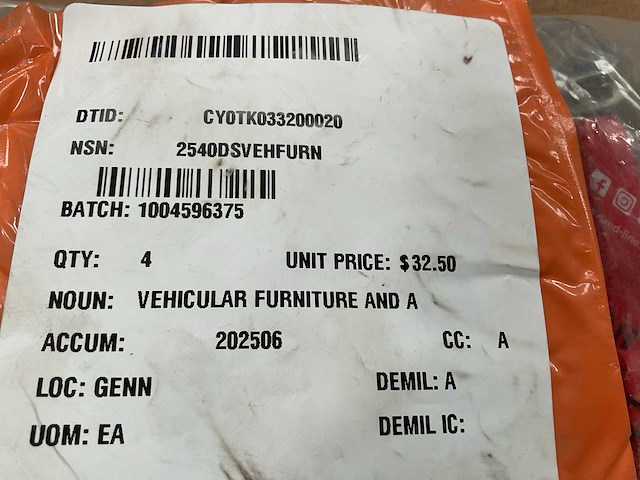 DTID: CY0TK033200020
NSN: 2540DSVEHFURN
BATCH: 1004596375
QTY: 4 UNIT PRICE: $32.50
NOUN: VEHICULAR FURNITURE AND A
ACCUM: 202506 CC: A
LOC: GENN DEMIL: A
UOM: EA DEMIL IC: